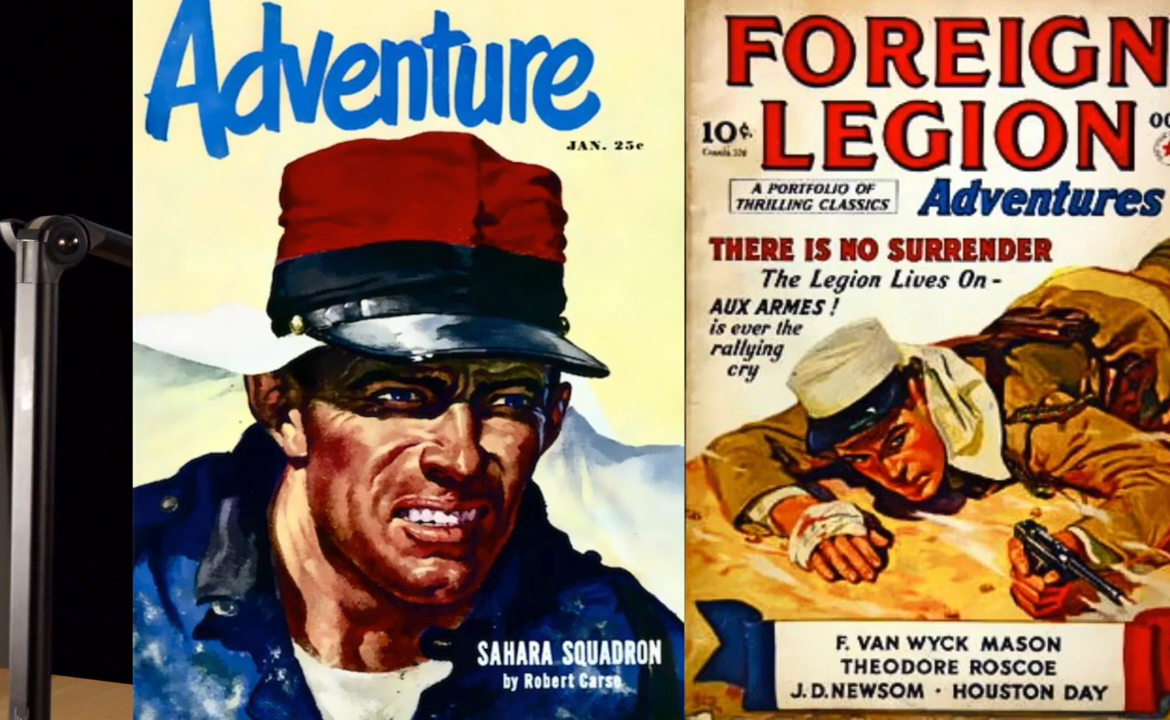 Adventure
JAN. 25c
SAHARA SQUADRON
by Robert Carse
FOREIGN
LEGION
10¢
A PORTFOLIO OF
THRILLING CLASSICS
Adventures
THERE IS NO SURRENDER
The Legion Lives On-
AUX ARMES!
is ever the
rallying
cry
F. VAN WYCK MASON
THEODORE ROSCOE
J.D.NEWSOM · HOUSTON DAY